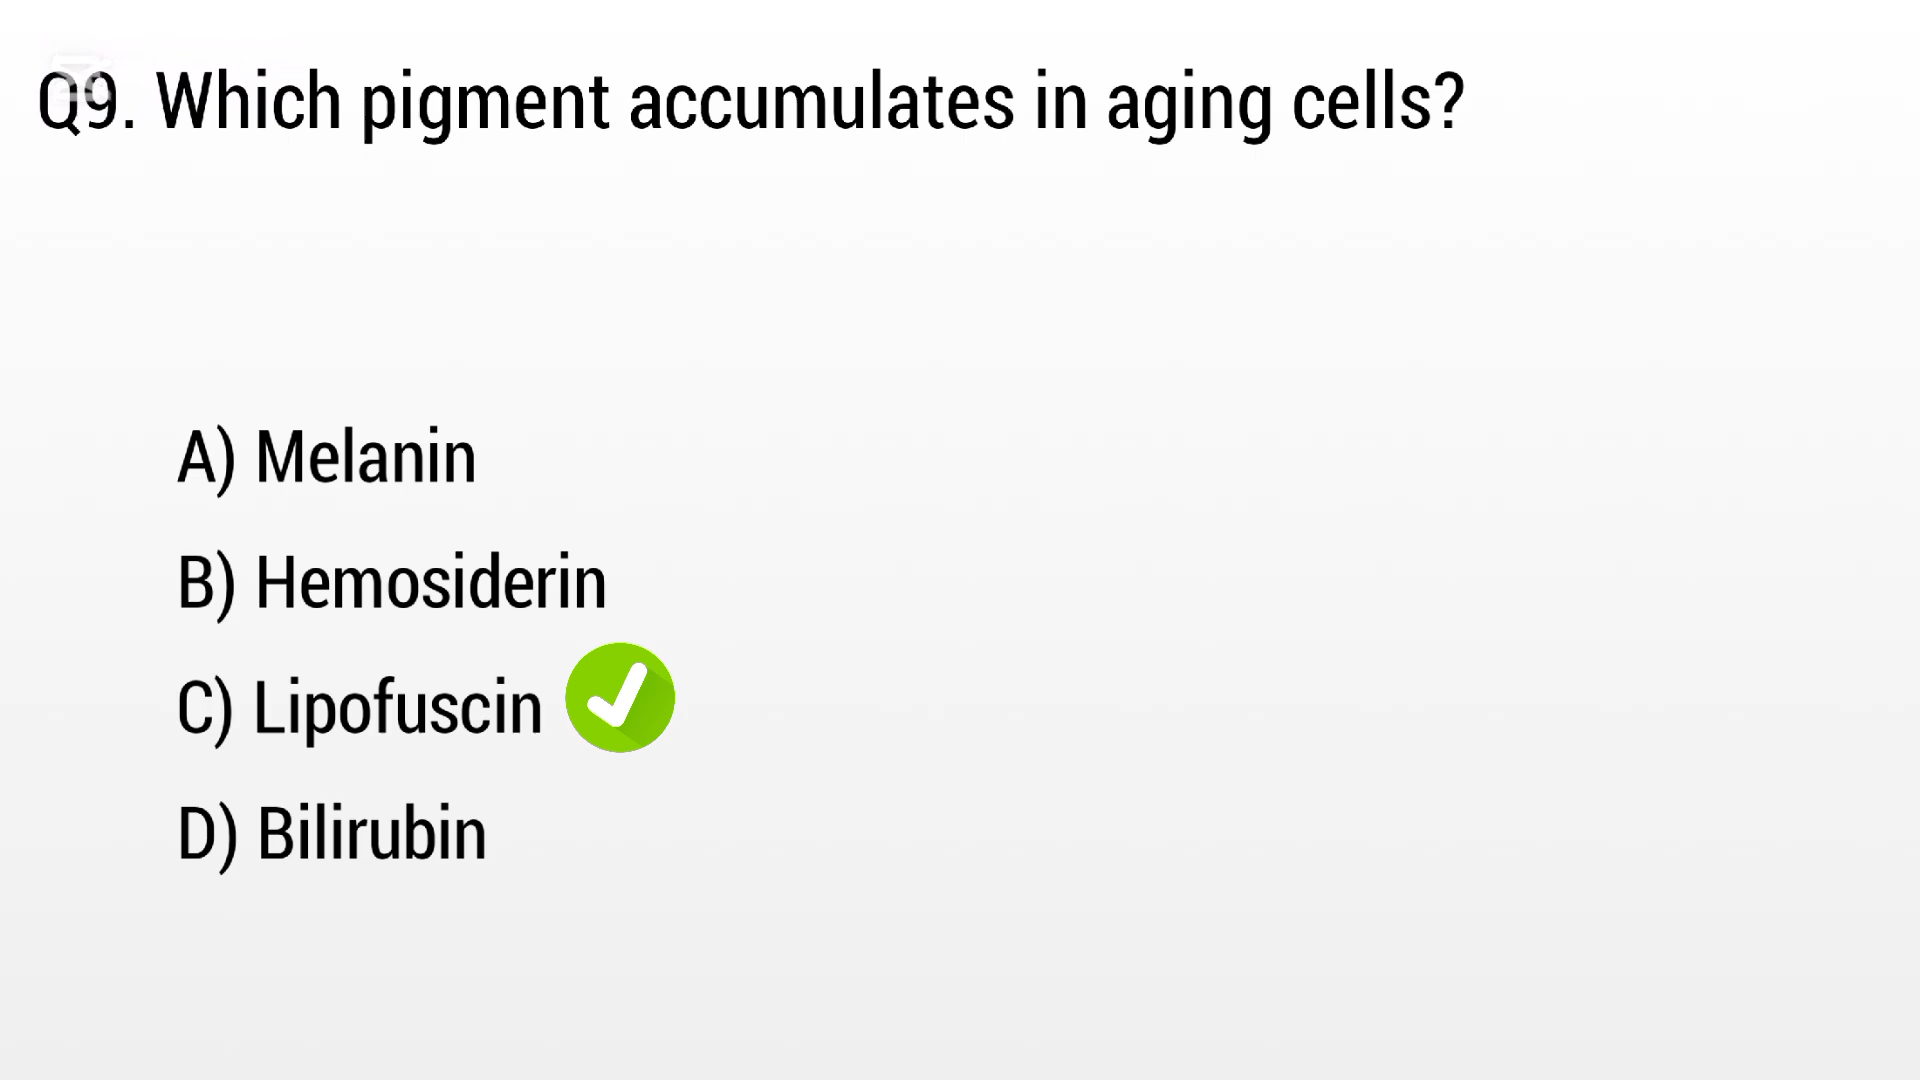 Q9. Which pigment accumulates in aging cells?
A) Melanin
B) Hemosiderin
C) Lipofuscin
D) Bilirubin